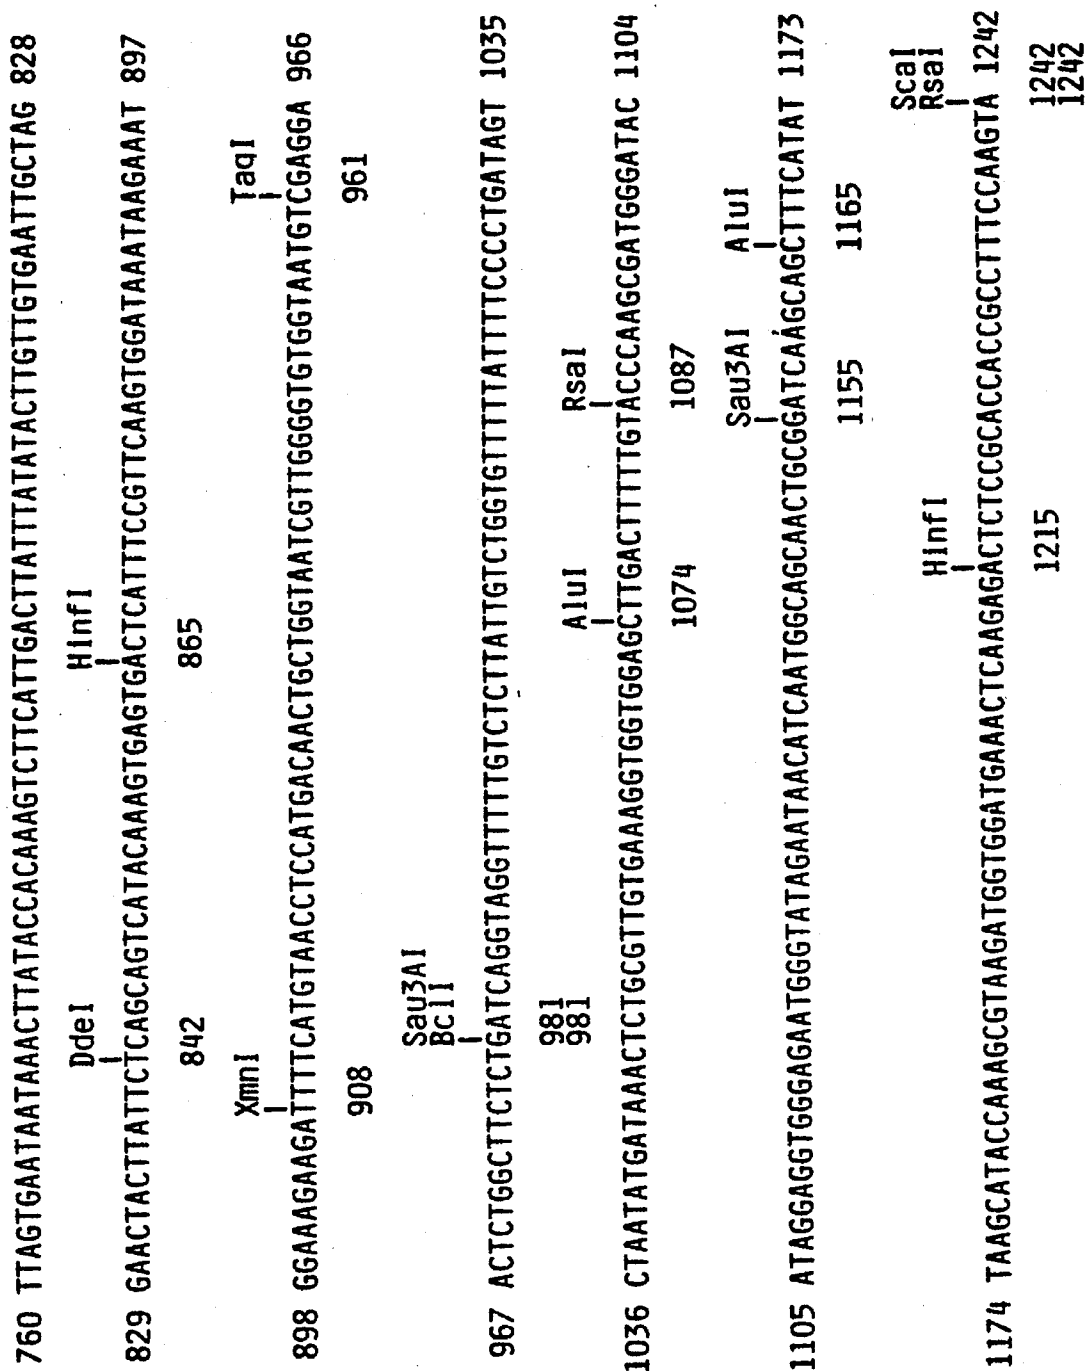 760 TTAGTGAATAATAAACTTATACCACAAAGTCTTCATTGACTTATTTATATACTTGTTGTGAATTGCTAG 828
DdeI HinfI
829 GAACTACTTATTCTCAGCAGTCATACAAAGTGAGTGACTCATTTCCGTTCAAGTGGATAAATAAGAAAT 897
842 865
XmnI TaqI
898 GGAAAGAAGATTTTCATGTAACCTCCATGACAACTGCTGGTAATCGTTGGGGTGTGGTAATGTCGAGGA 966
908 961
Sau3AI
BclI
967 ACTCTGGCTTCTCTGATCAGGTAGGTTTTTGTCTCTTATTGTCTGGTGTTTTTATTTTCCCCTGATAGT 1035
981
981
AluI RsaI
1036 CTAATATGATAAACTCTGCGTTGTGAAAGGTGGTGGAGCTTGACTTTTTGTACCCAAGCGATGGGATAC 1104
1074 1087
Sau3AI AluI
1105 ATAGGAGGTGGGAGAATGGGTATAGAATAACATCAATGGCAGCAACTGCGGATCAAGCAGCTTTCATAT 1173
1155 1165
ScaI
HinfI RsaI
1174 TAAGCATACCAAAGCGTAAGATGGTGGATGAAACTCAAGAGACTCTCCGCACCACCGCCTTTCCAAGTA 1242
1215 1242
1242